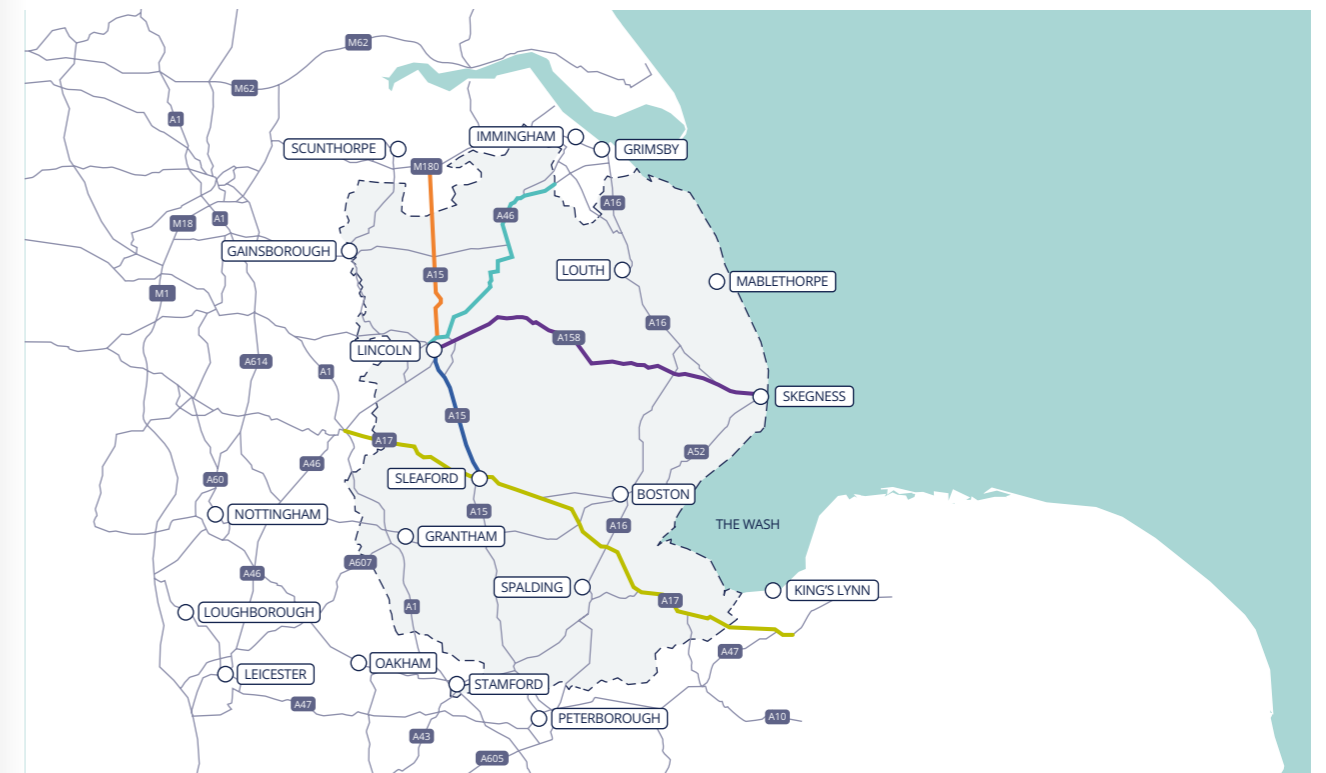 M62
M62
A1
IMMINGHAM
SCUNTHORPE
GRIMSBY
M180
A16
A46
M18
A1
GAINSBOROUGH
LOUTH
A15
MABLETHORPE
M1
A16
A158
LINCOLN
A614
A1
SKEGNESS
A15
A17
A52
A46
SLEAFORD
A60
BOSTON
NOTTINGHAM
A15
A16
THE WASH
GRANTHAM
A607
A46
SPALDING
KING'S LYNN
A17
A1
LOUGHBOROUGH
A47
OAKHAM
LEICESTER
STAMFORD
A47
PETERBOROUGH
A10
A43
A605